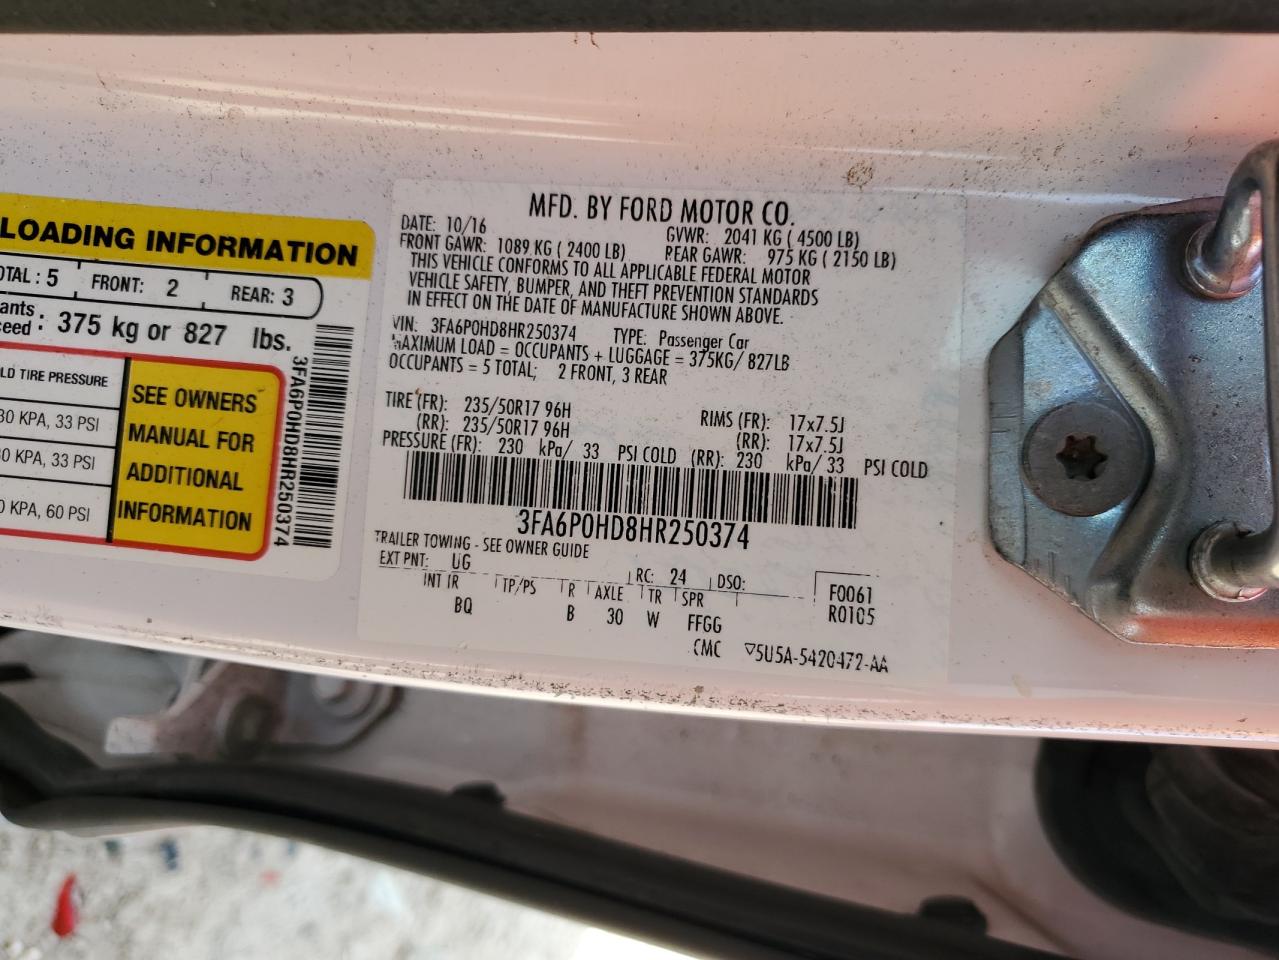 LOADING INFORMATION
OTAL : 5 FRONT: 2 REAR: 3
ants
ceed : 375 kg or 827 lbs.
LD TIRE PRESSURE
30 KPA, 33 PSI
30 KPA, 33 PSI
0 KPA, 60 PSI
SEE OWNERS
MANUAL FOR
ADDITIONAL
INFORMATION
3FA6P0HD8HR250374
MFD. BY FORD MOTOR CO.
DATE: 10/16 GVWR: 2041 KG ( 4500 LB)
FRONT GAWR: 1089 KG ( 2400 LB) REAR GAWR: 975 KG ( 2150 LB)
THIS VEHICLE CONFORMS TO ALL APPLICABLE FEDERAL MOTOR
VEHICLE SAFETY, BUMPER, AND THEFT PREVENTION STANDARDS
IN EFFECT ON THE DATE OF MANUFACTURE SHOWN ABOVE.
VIN: 3FA6P0HD8HR250374 TYPE: Passenger Car
MAXIMUM LOAD = OCCUPANTS + LUGGAGE = 375KG/ 827LB
OCCUPANTS = 5 TOTAL; 2 FRONT, 3 REAR
TIRE (FR): 235/50R17 96H RIMS (FR): 17x7.5J
(RR): 235/50R17 96H (RR): 17x7.5J
PRESSURE (FR): 230 kPa/ 33 PSI COLD (RR): 230 kPa/ 33 PSI COLD
3FA6P0HD8HR250374
TRAILER TOWING - SEE OWNER GUIDE
EXT PNT: UG RC: 24 DSO: F0061
INT TR TP/PS R AXLE TR SPR R0105
BQ B 30 W FFGG
CMC ▽5U5A-5420472-AA